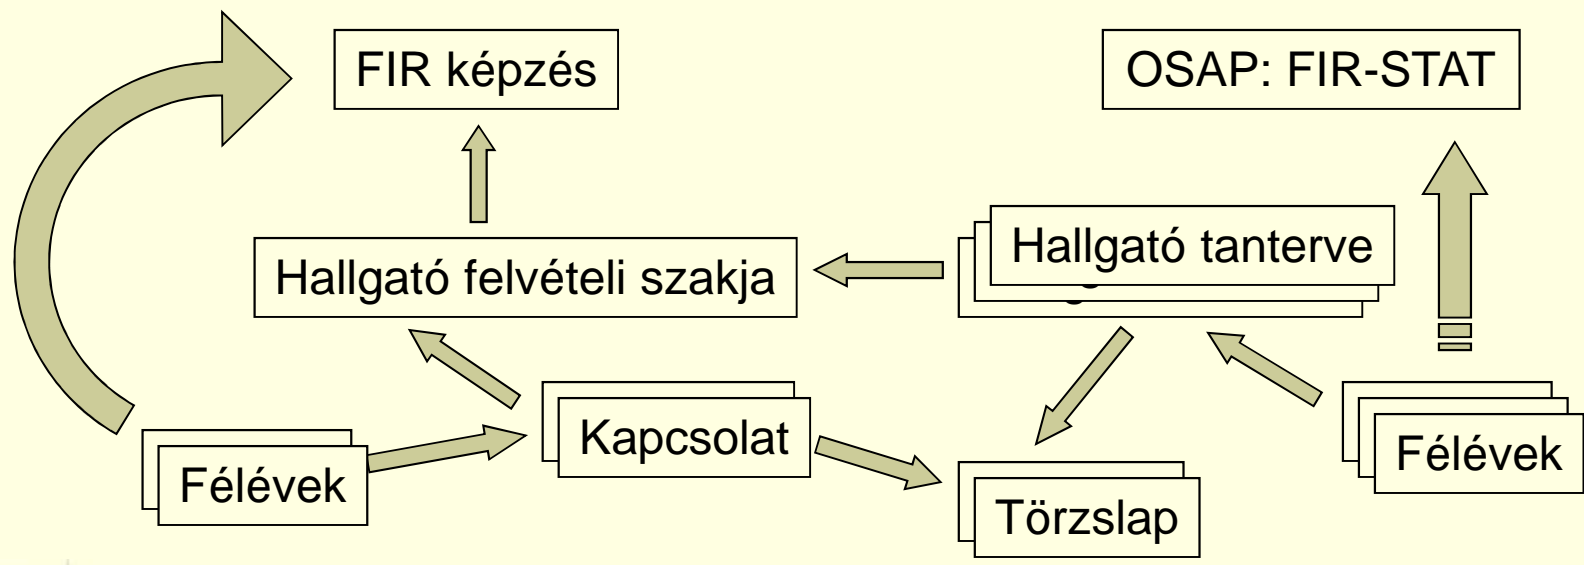 FIR képzés
OSAP: FIR-STAT
Hallgató tanterve
Hallgató felvételi szakja
Kapcsolat
Félévek
Félévek
Törzslap